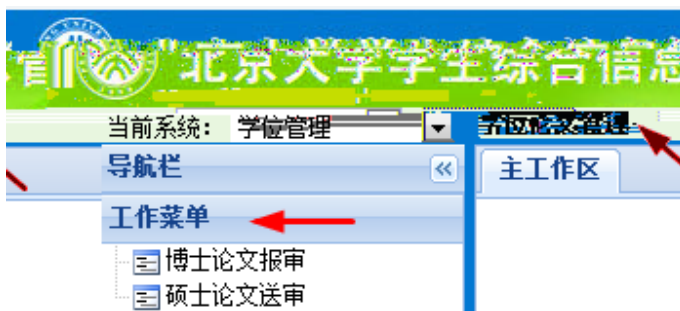 北京大学学生综合信息
当前系统： 学位管理
导航栏
主工作区
工作菜单
博士论文报审
硕士论文送审